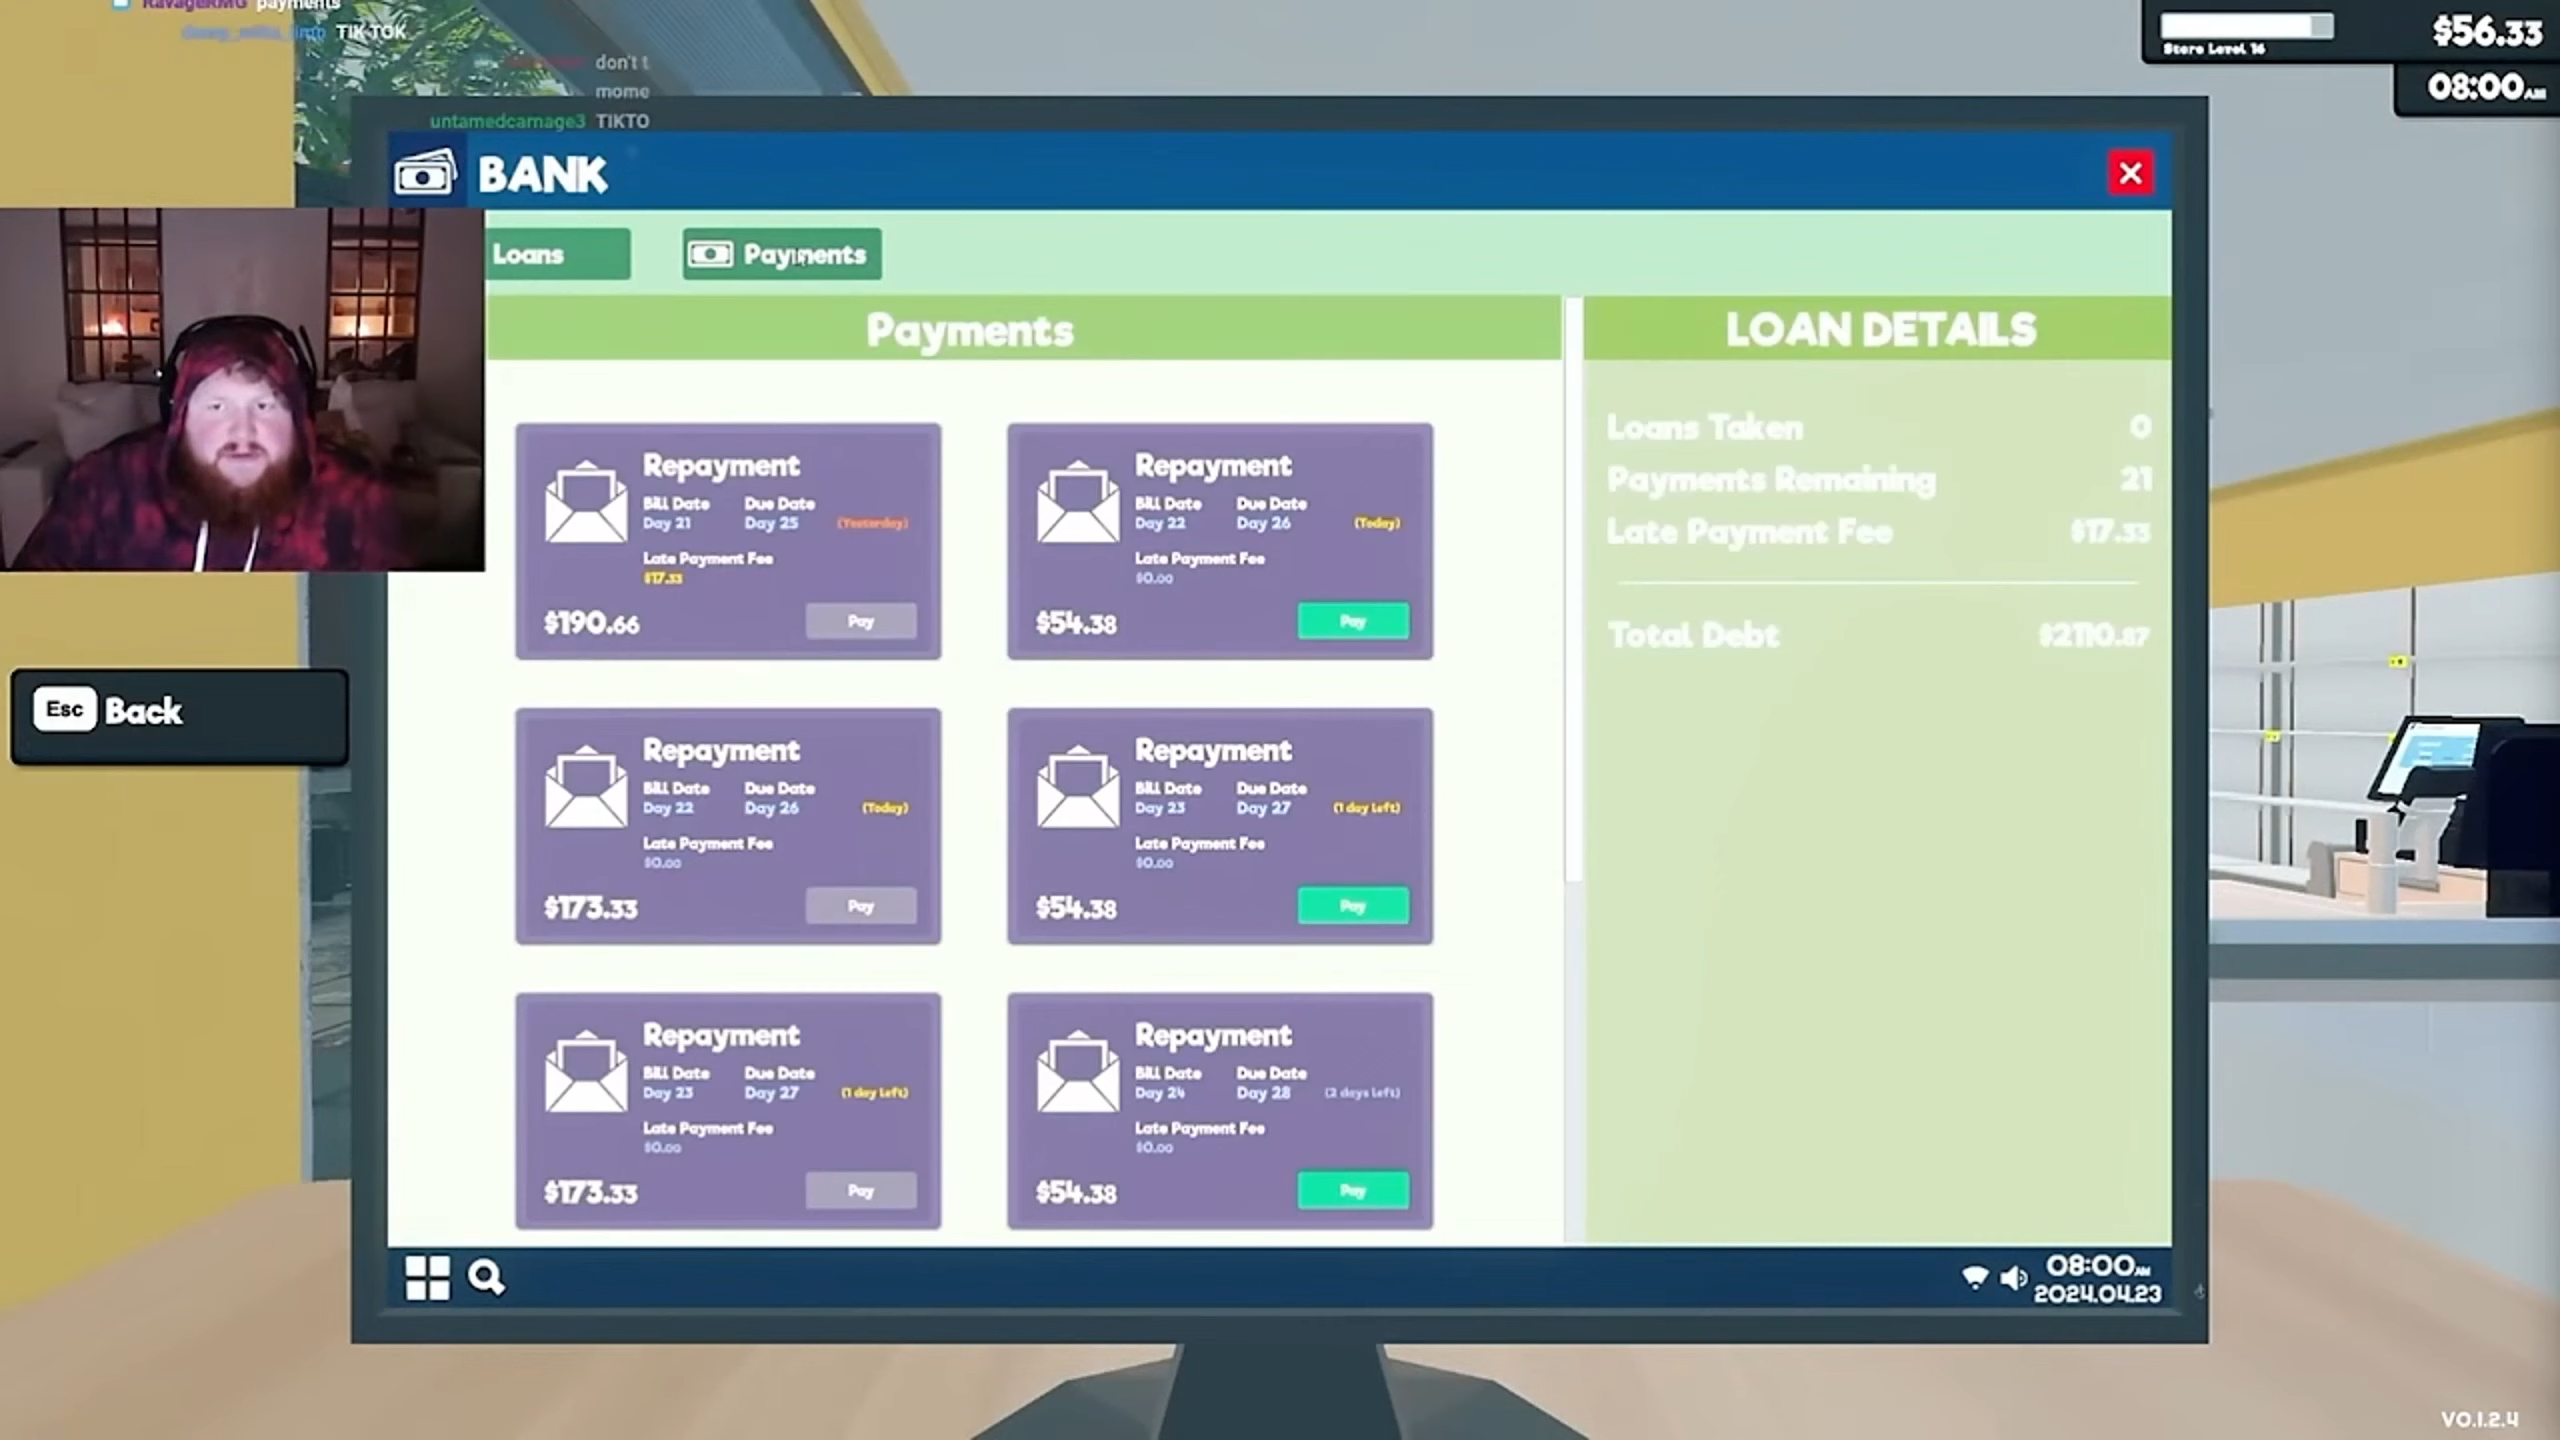 RavageRMG payments
TIK TOK
don't t
mome
untamedcarnage3 TIKTO
Store Level 16
$56.33
08:00AM
BANK
Loans
Payments
Payments
Repayment
Bill Date Due Date
Day 21 Day 25 (Yesterday)
Late Payment Fee
$17.33
$190.66 Pay
Repayment
Bill Date Due Date
Day 22 Day 26 (Today)
Late Payment Fee
$0.00
$54.38 Pay
Repayment
Bill Date Due Date
Day 22 Day 26 (Today)
Late Payment Fee
$0.00
$173.33 Pay
Repayment
Bill Date Due Date
Day 23 Day 27 (1 day Left)
Late Payment Fee
$0.00
$54.38 Pay
Repayment
Bill Date Due Date
Day 23 Day 27 (1 day Left)
Late Payment Fee
$0.00
$173.33 Pay
Repayment
Bill Date Due Date
Day 24 Day 28 (2 days Left)
Late Payment Fee
$0.00
$54.38 Pay
LOAN DETAILS
Loans Taken 0
Payments Remaining 21
Late Payment Fee $17.33
Total Debt $2110.87
Esc Back
08:00AM
2024.04.23
V0.1.2.4